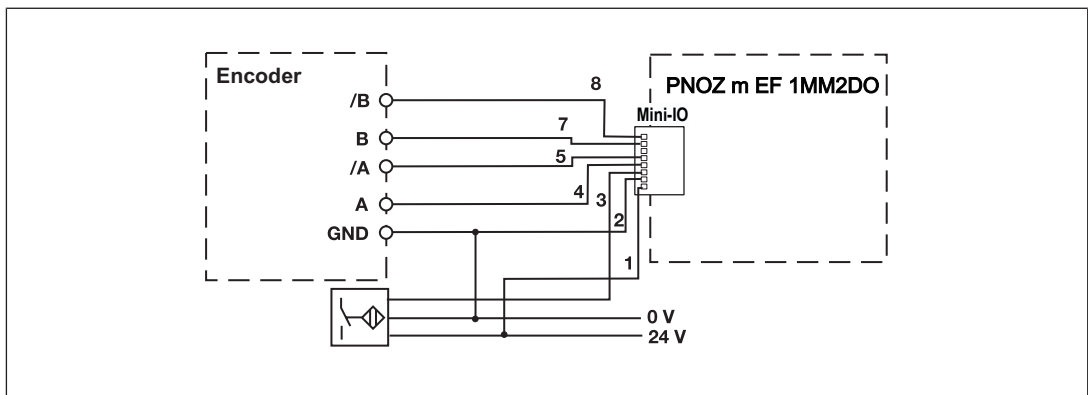 Encoder
PNOZ m EF 1MM2DO
Mini-IO
/B
8
B
7
/A
5
A
4
3
GND
2
1
0 V
24 V